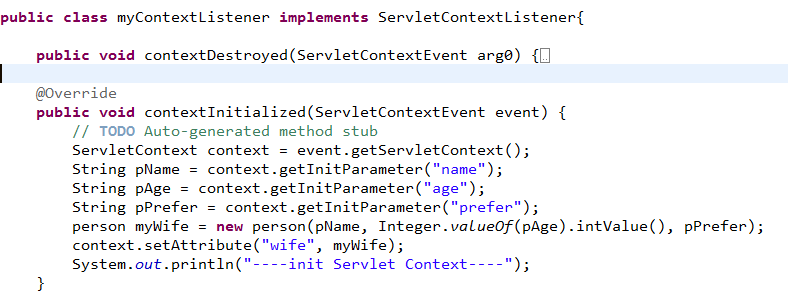 public class myContextListener implements ServletContextListener{
public void contextDestroyed(ServletContextEvent arg0) {
@Override
public void contextInitialized(ServletContextEvent event) {
// TODO Auto-generated method stub
ServletContext context = event.getServletContext();
String pName = context.getInitParameter("name");
String pAge = context.getInitParameter("age");
String pPrefer = context.getInitParameter("prefer");
person myWife = new person(pName, Integer.valueOf(pAge).intValue(), pPrefer);
context.setAttribute("wife", myWife);
System.out.println("----init Servlet Context----");
}